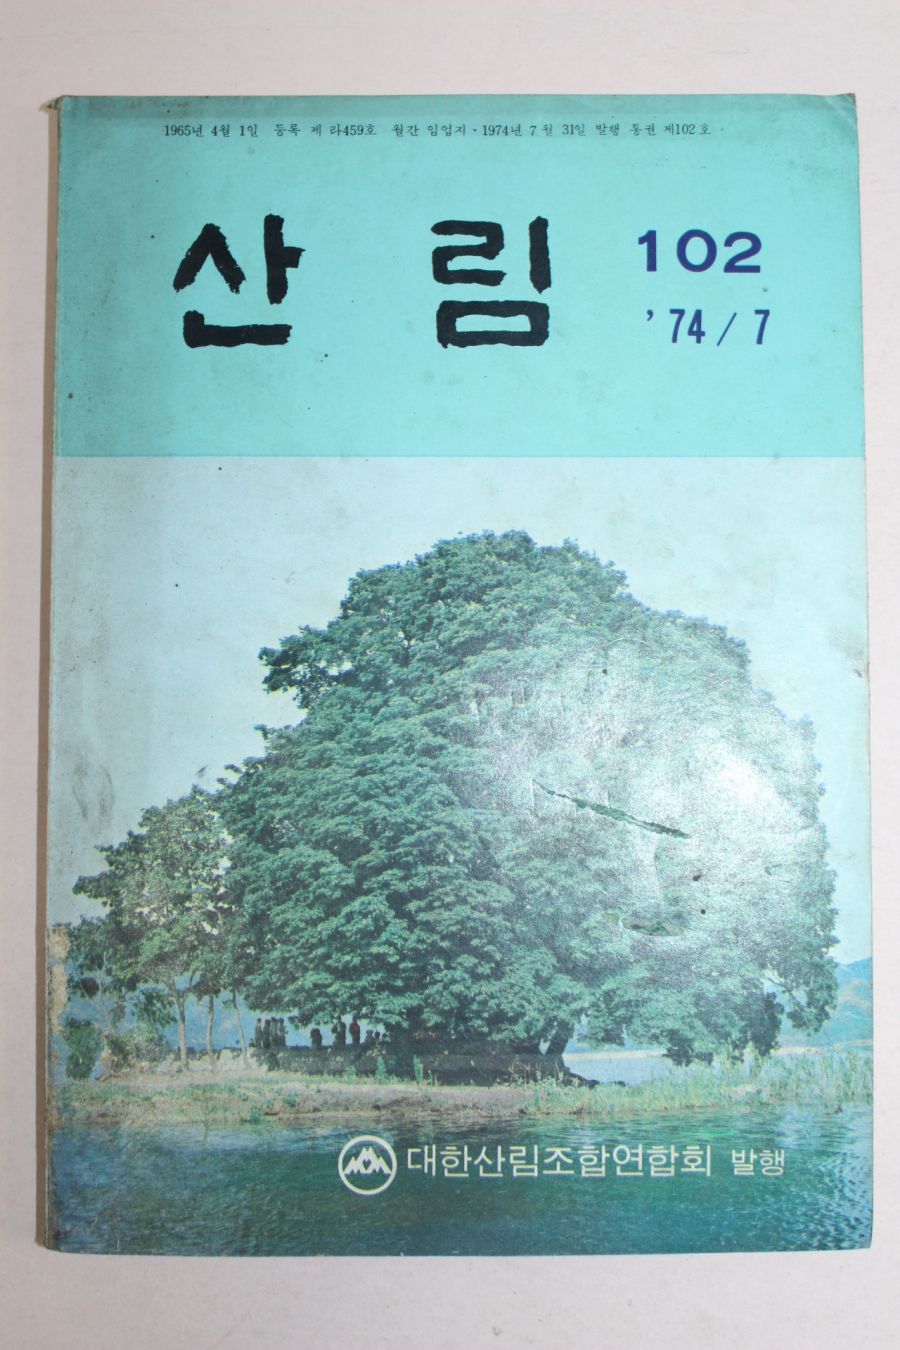 1965년 4월 1일 등록 제 라459호 월간 임업지 · 1974년 7월 31일 발행 통권 제102호
산림 102
'74/7
대한산림조합연합회 발행